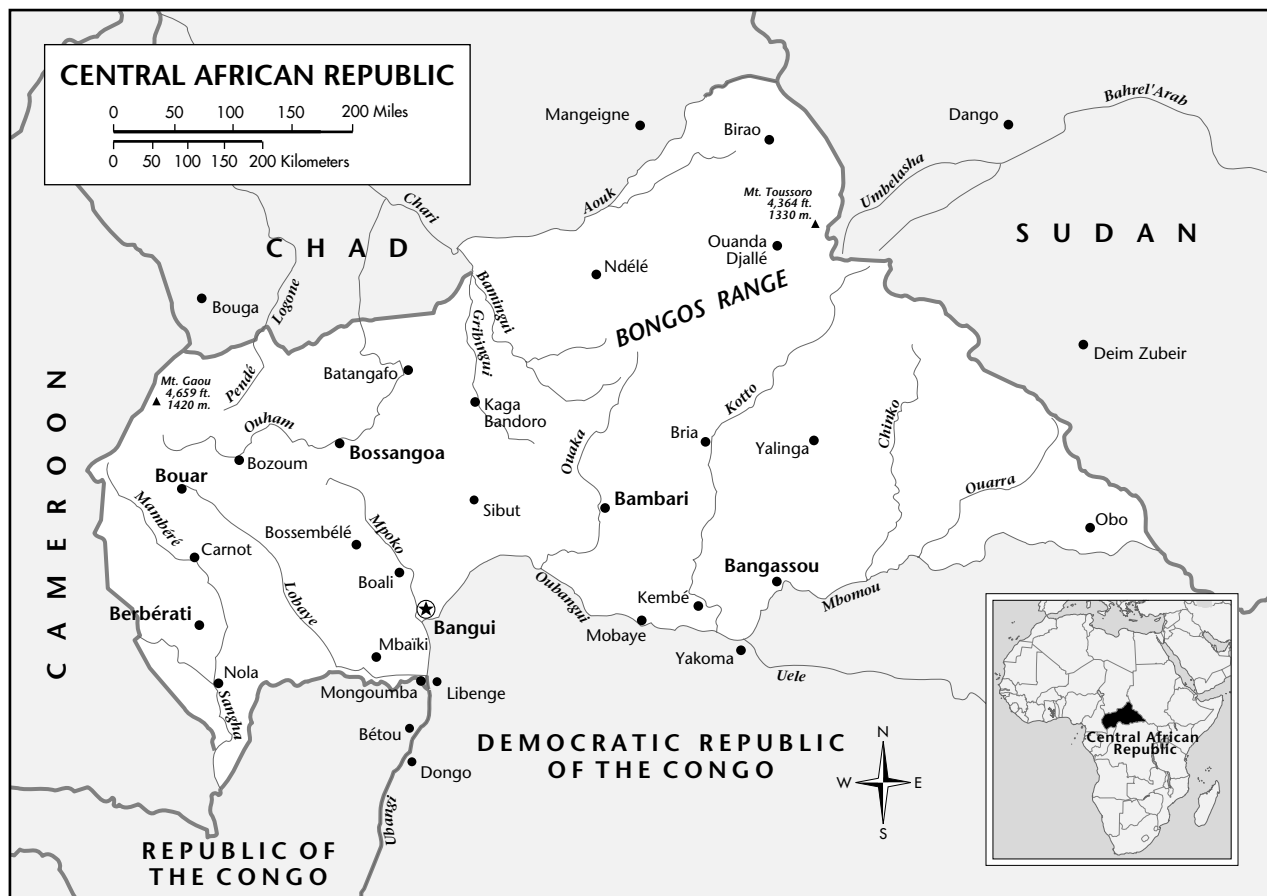 CENTRAL AFRICAN REPUBLIC
0 50 100 150 200 Miles
0 50 100 150 200 Kilometers
Mangeigne
Birao
Dango
Bahrel'Arab
Umbelasha
Aouk
Chari
Mt. Toussoro
4,364 ft.
1330 m.
CHAD
SUDAN
Ouanda
Djallé
Ndélé
Bouga
Logone
Bamingui
Gribingui
BONGOS RANGE
Deim Zubeir
CAMEROON
Mt. Gaou
4,659 ft.
1420 m.
Pendé
Batangafo
Kaga
Bandoro
Kotto
Chinko
Ouham
Bossangoa
Bozoum
Bria
Yalinga
Ouaka
Bouar
Mambéré
Sibut
Bambari
Ouarra
Obo
Mpoko
Bossembélé
Carnot
Boali
Lobaye
Oubangui
Bangassou
Mbomou
Kembé
Berbérati
Bangui
Mobaye
Mbaïki
Yakoma
Uele
Nola
Sangha
Mongoumba
Libenge
Bétou
Dongo
Ubangi
DEMOCRATIC REPUBLIC
OF THE CONGO
REPUBLIC OF
THE CONGO
N
W E
S
Central African
Republic